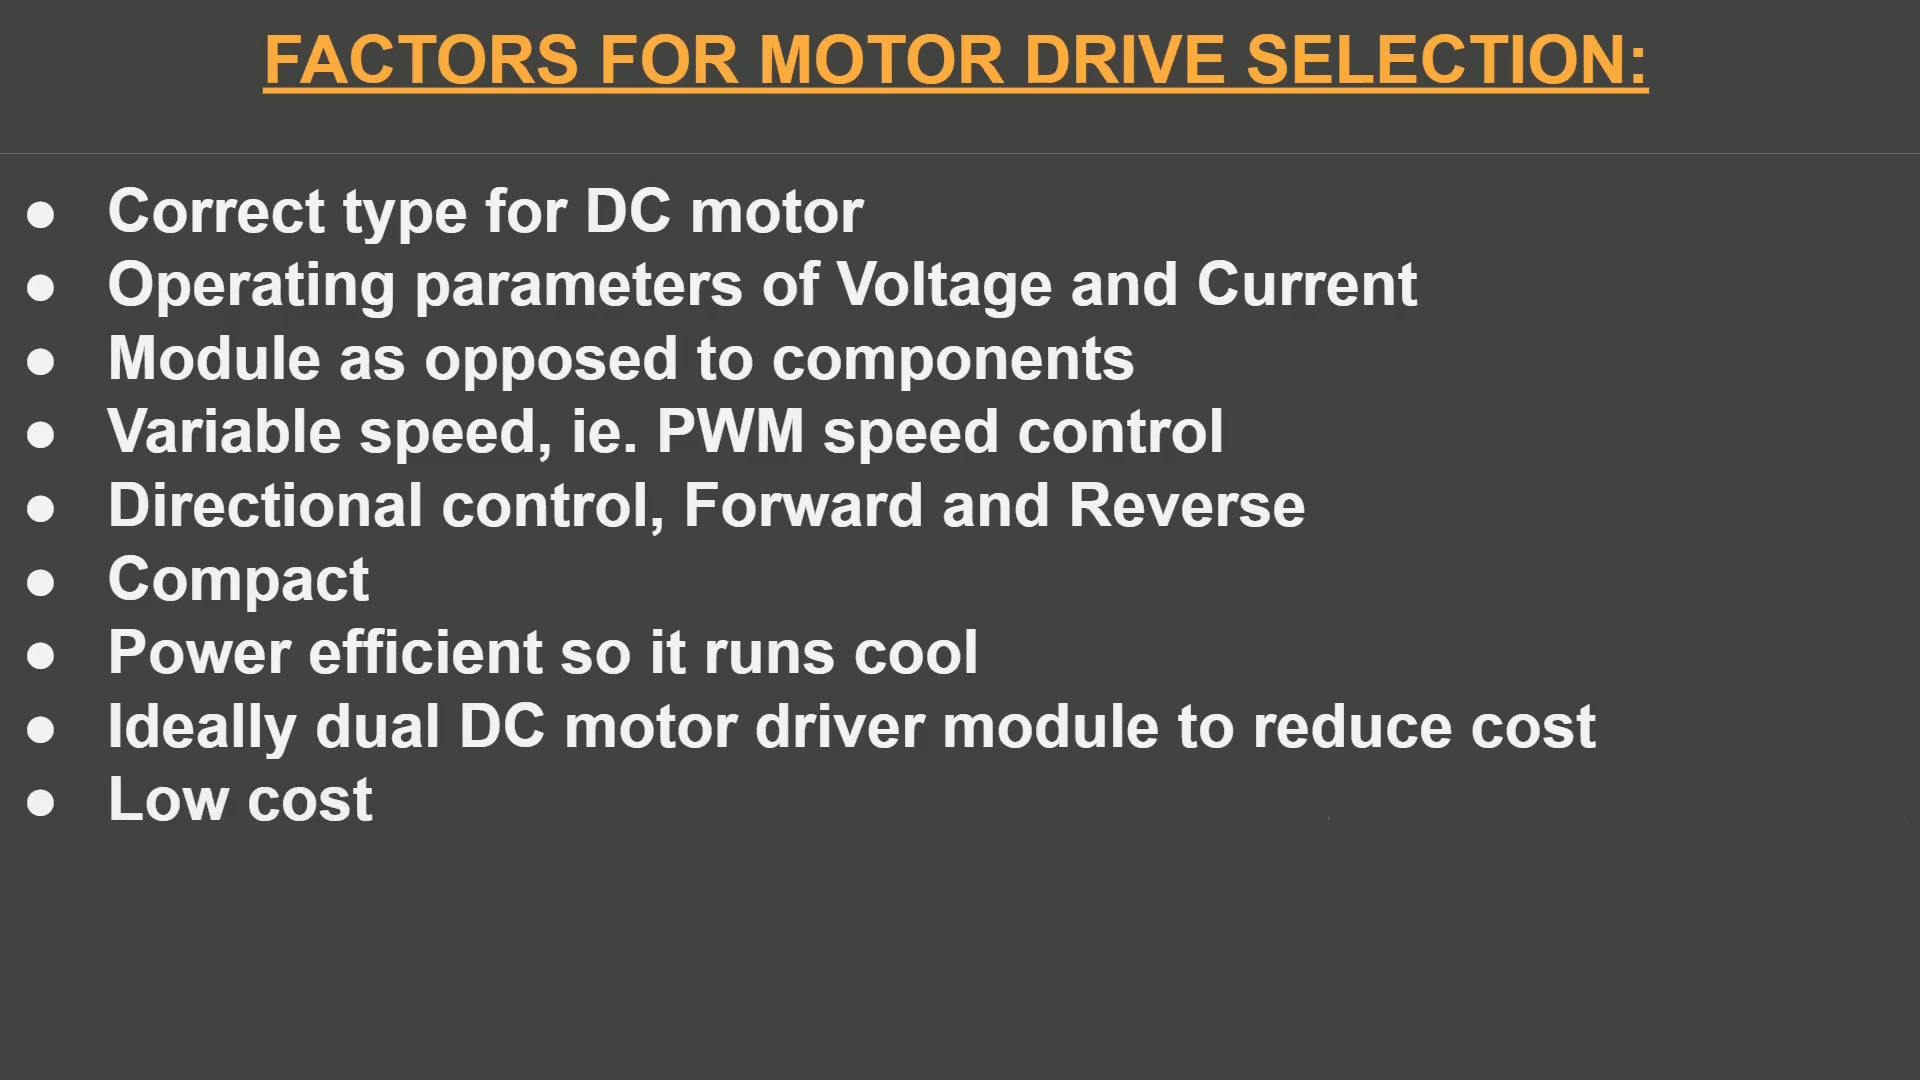 FACTORS FOR MOTOR DRIVE SELECTION:
● Correct type for DC motor
● Operating parameters of Voltage and Current
● Module as opposed to components
● Variable speed, ie. PWM speed control
● Directional control, Forward and Reverse
● Compact
● Power efficient so it runs cool
● Ideally dual DC motor driver module to reduce cost
● Low cost